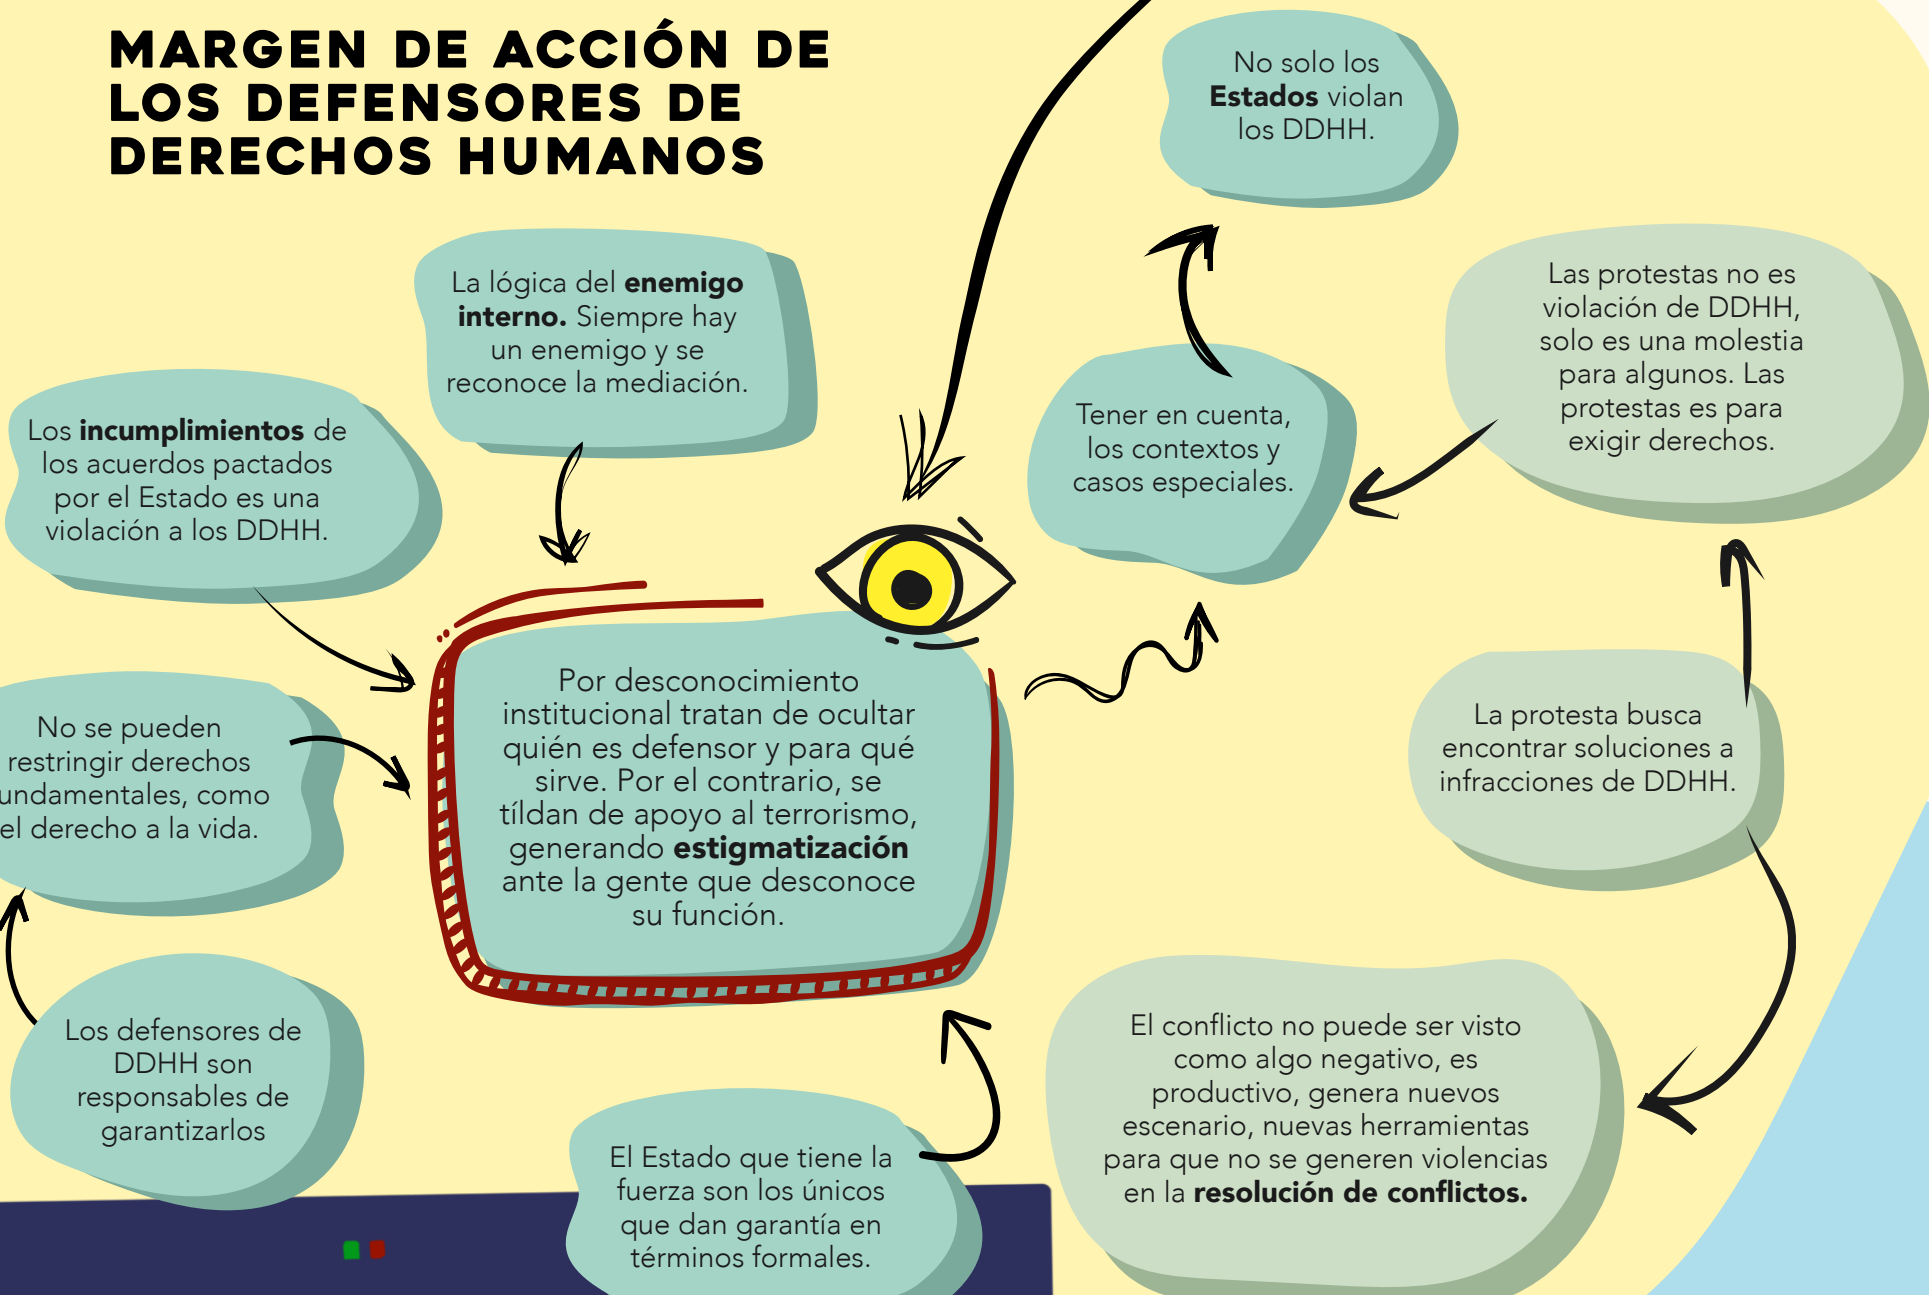 MARGEN DE ACCIÓN DE
LOS DEFENSORES DE
DERECHOS HUMANOS
No solo los
Estados violan
los DDHH.
La lógica del enemigo
interno. Siempre hay
un enemigo y se
reconoce la mediación.
Las protestas no es
violación de DDHH,
solo es una molestia
para algunos. Las
protestas es para
exigir derechos.
Los incumplimientos de
los acuerdos pactados
por el Estado es una
violación a los DDHH.
Tener en cuenta,
los contextos y
casos especiales.
Por desconocimiento
institucional tratan de ocultar
quién es defensor y para qué
sirve. Por el contrario, se
tíldan de apoyo al terrorismo,
generando estigmatización
ante la gente que desconoce
su función.
No se pueden
restringir derechos
undamentales, como
el derecho a la vida.
La protesta busca
encontrar soluciones a
infracciones de DDHH.
Los defensores de
DDHH son
responsables de
garantizarlos
El conflicto no puede ser visto
como algo negativo, es
productivo, genera nuevos
escenario, nuevas herramientas
para que no se generen violencias
en la resolución de conflictos.
El Estado que tiene la
fuerza son los únicos
que dan garantía en
términos formales.